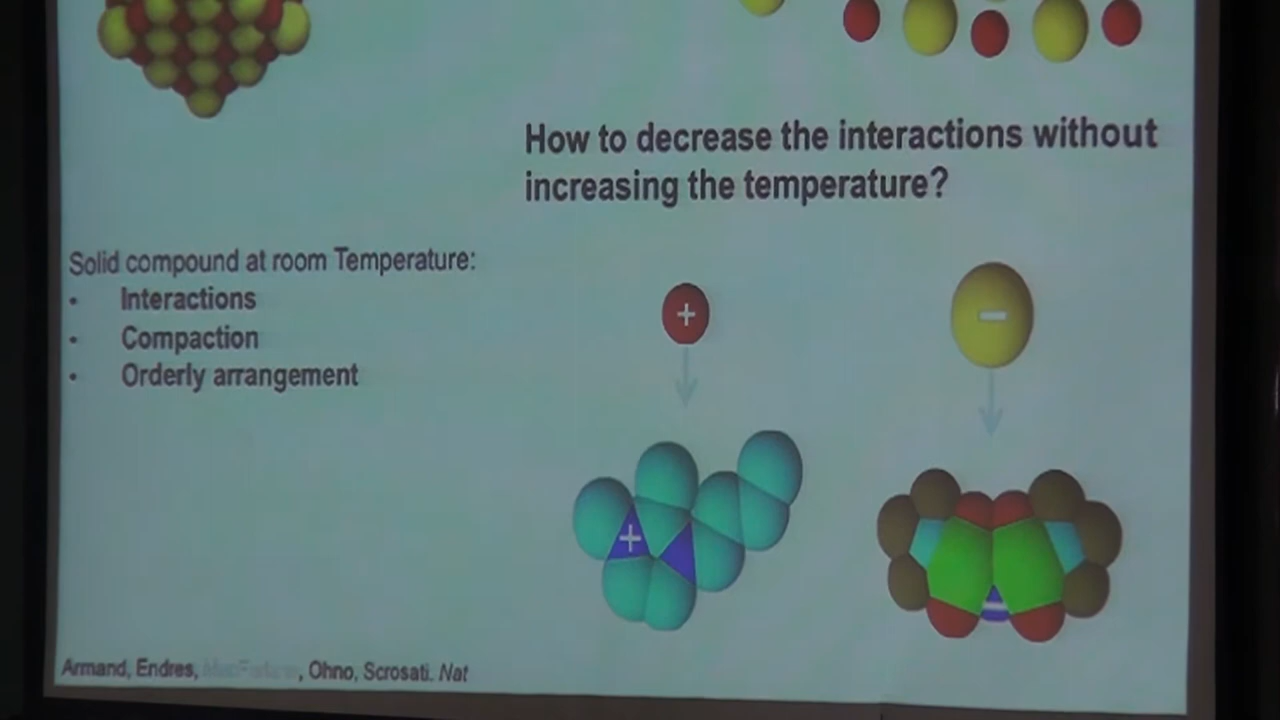 How to decrease the interactions without
increasing the temperature?
Solid compound at room Temperature:
• Interactions
• Compaction
• Orderly arrangement
+
−
+
−
Armand, Endres, , Ohno, Scrosati. Nat